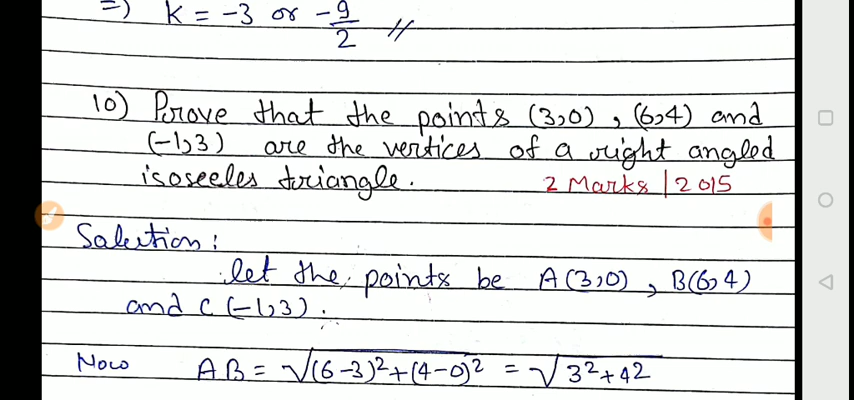 =) K = -3 or -9/2 //
10) Prove that the points (3,0), (6,4) and
(-1,3) are the vertices of a right angled
isoseeles triangle. 2 Marks | 2015
Solution:
let the points be A(3,0), B(6,4)
and C(-1,3).
Now AB = √(6-3)²+(4-0)² = √3²+4²